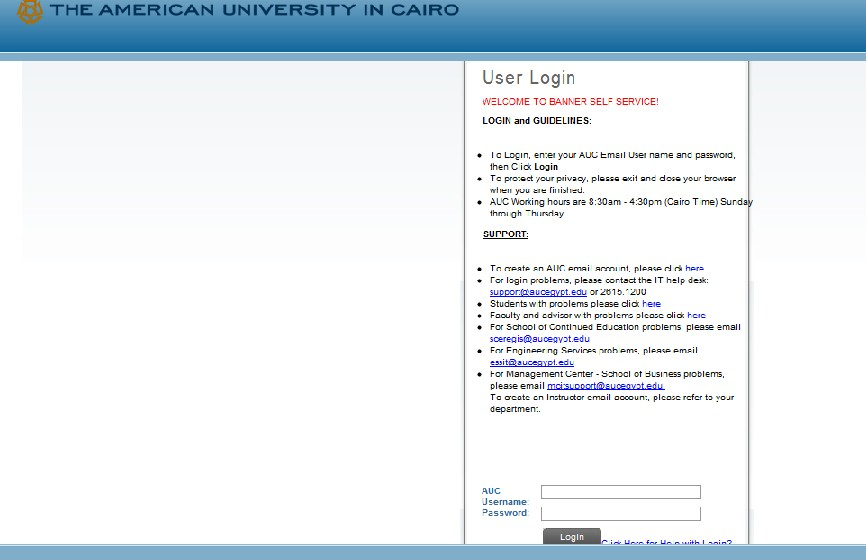 THE AMERICAN UNIVERSITY IN CAIRO
User Login
WELCOME TO BANNER SELF SERVICE!
LOGIN and GUIDELINES:
To Login, enter your AUC Email User name and password,
then Click Login
To protect your privacy, please exit and close your browser
when you are finished.
AUC Working hours are 8:30am - 4:30pm (Cairo Time) Sunday
through Thursday
SUPPORT:
To create an AUC email account, please click here
For login problems, please contact the IT help desk:
support@aucegypt.edu or 2615.1200
Students with problems please click here
Faculty and advisor with problems please click here
For School of Continued Education problems please email
sceregis@aucegypt.edu
For Engineering Services problems, please email
essit@aucegypt.edu
For Management Center - School of Business problems,
please email mcitsupport@aucegypt.edu
To create an Instructor email account, please refer to your
department.
AUC
Username:
Password:
Login
Click Here for Help with Login?